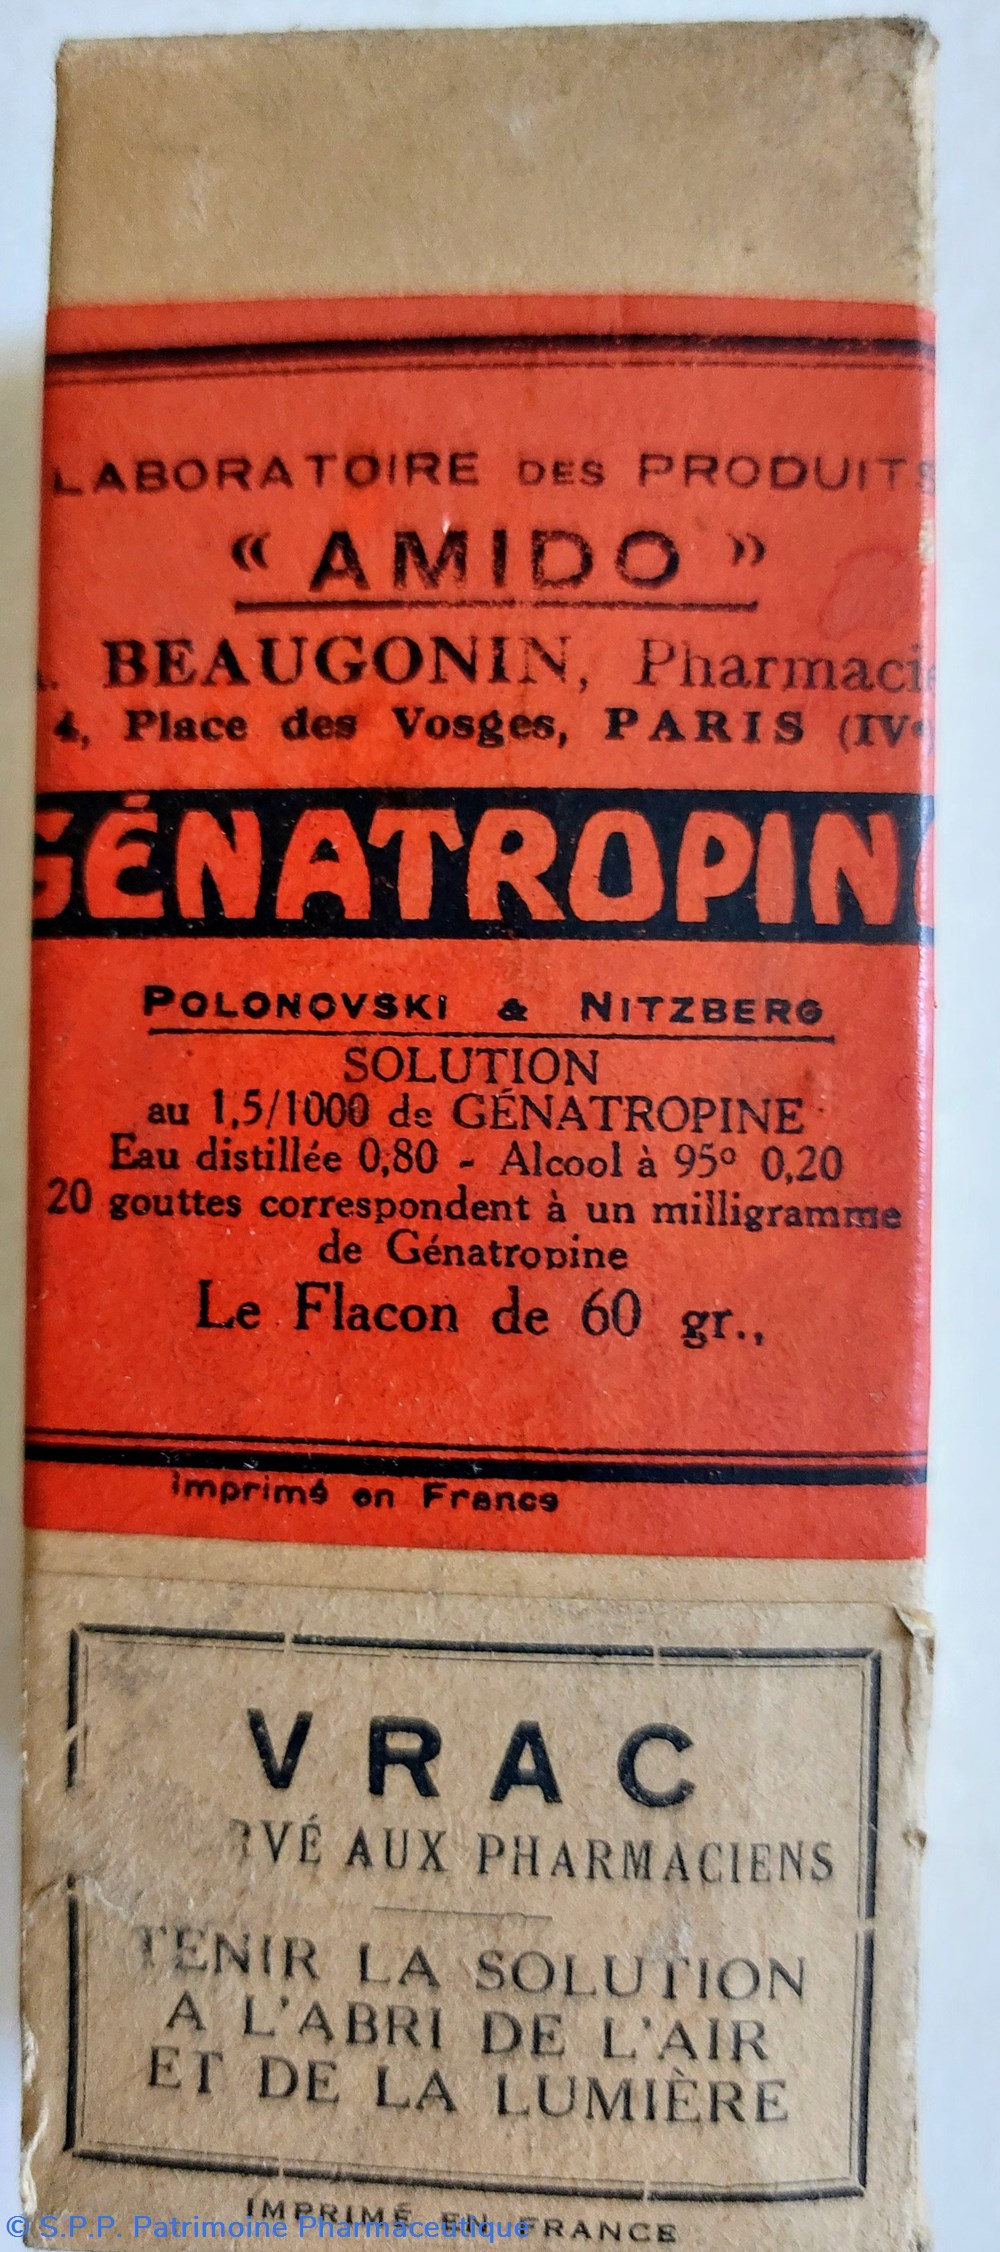 LABORATOIRE DES PRODUITS
« AMIDO »
BEAUGONIN, Pharmacie
4, Place des Vosges, PARIS (IVe)
GÉNATROPINE
POLONOVSKI & NITZBERG
SOLUTION
au 1,5/1000 de GÉNATROPINE
Eau distillée 0,80 - Alcool à 95° 0,20
20 gouttes correspondent à un milligramme
de Génatropine
Le Flacon de 60 gr.,
Imprimé en France
VRAC
RVÉ AUX PHARMACIENS
TENIR LA SOLUTION
A L'ABRI DE L'AIR
ET DE LA LUMIÈRE
IMPRIMÉ EN FRANCE
© S.P.P. Patrimoine Pharmaceutique